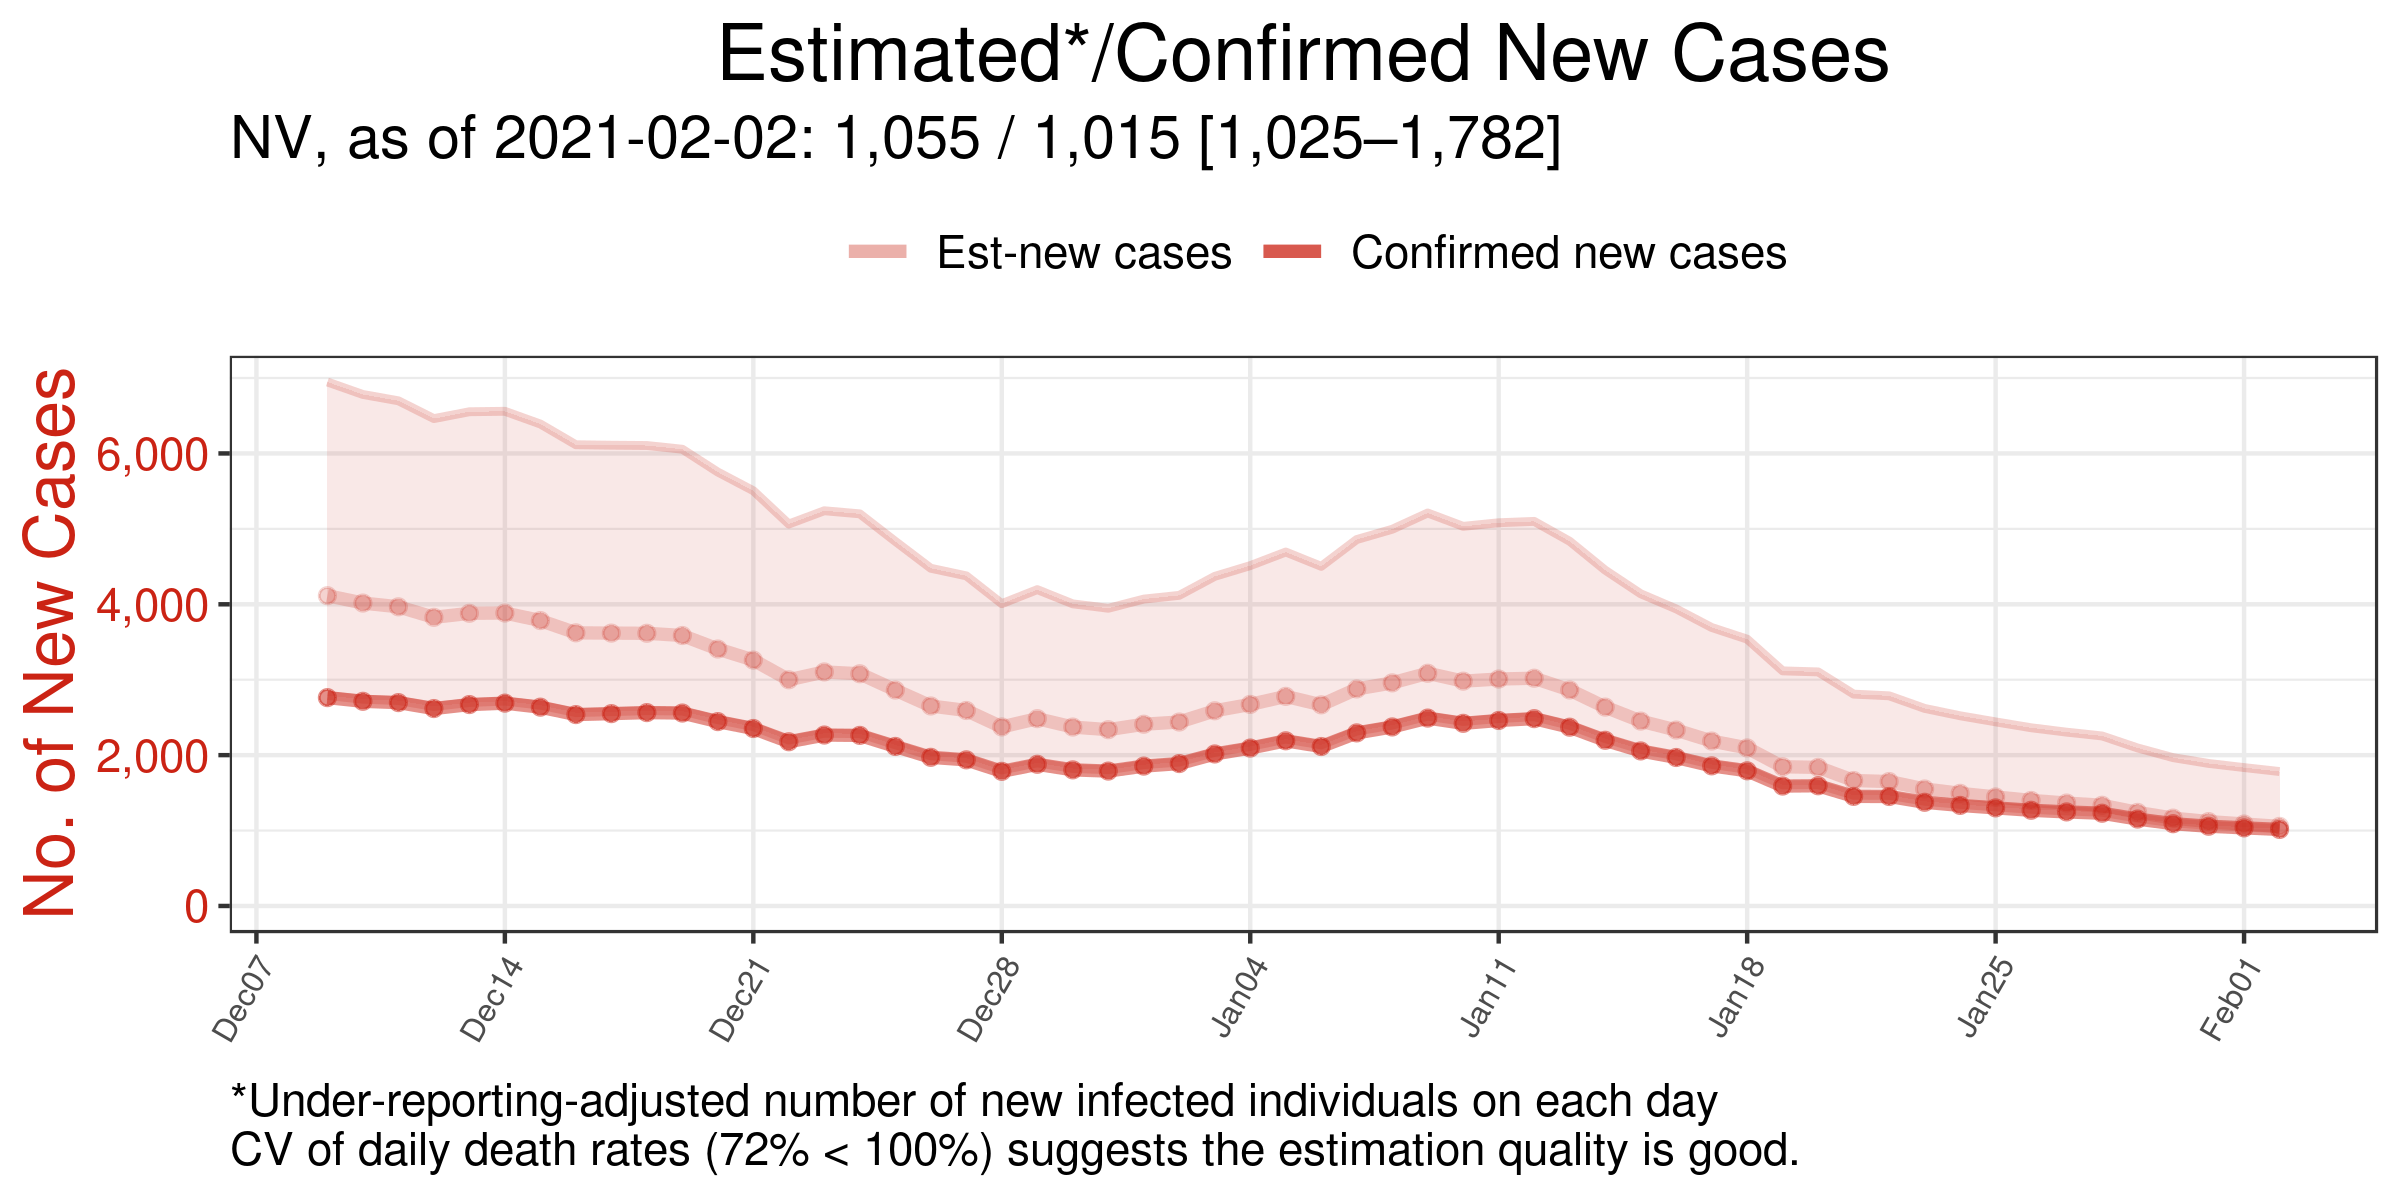 Estimated*/Confirmed New Cases
NV, as of 2021-02-02: 1,055 / 1,015 [1,025–1,782]
Est-new cases
Confirmed new cases
No. of New Cases
6,000
4,000
2,000
0
Dec07
Dec14
Dec21
Dec28
Jan04
Jan11
Jan18
Jan25
Feb01
*Under-reporting-adjusted number of new infected individuals on each day
CV of daily death rates (72% < 100%) suggests the estimation quality is good.